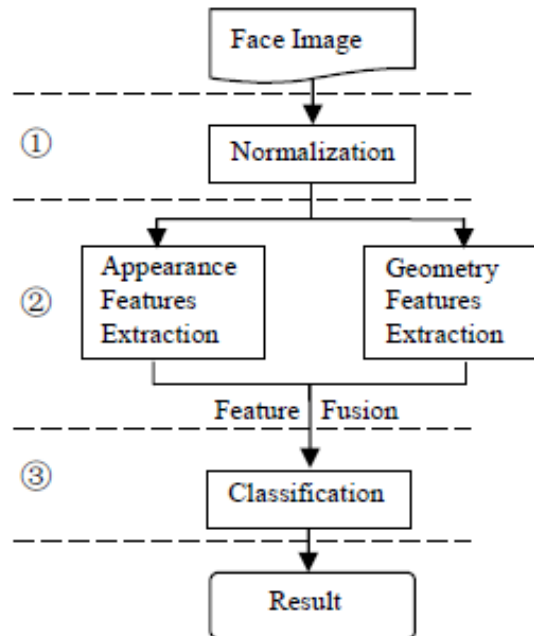 Face Image
①
Normalization
②
Appearance
Features
Extraction
Geometry
Features
Extraction
Feature Fusion
③
Classification
Result